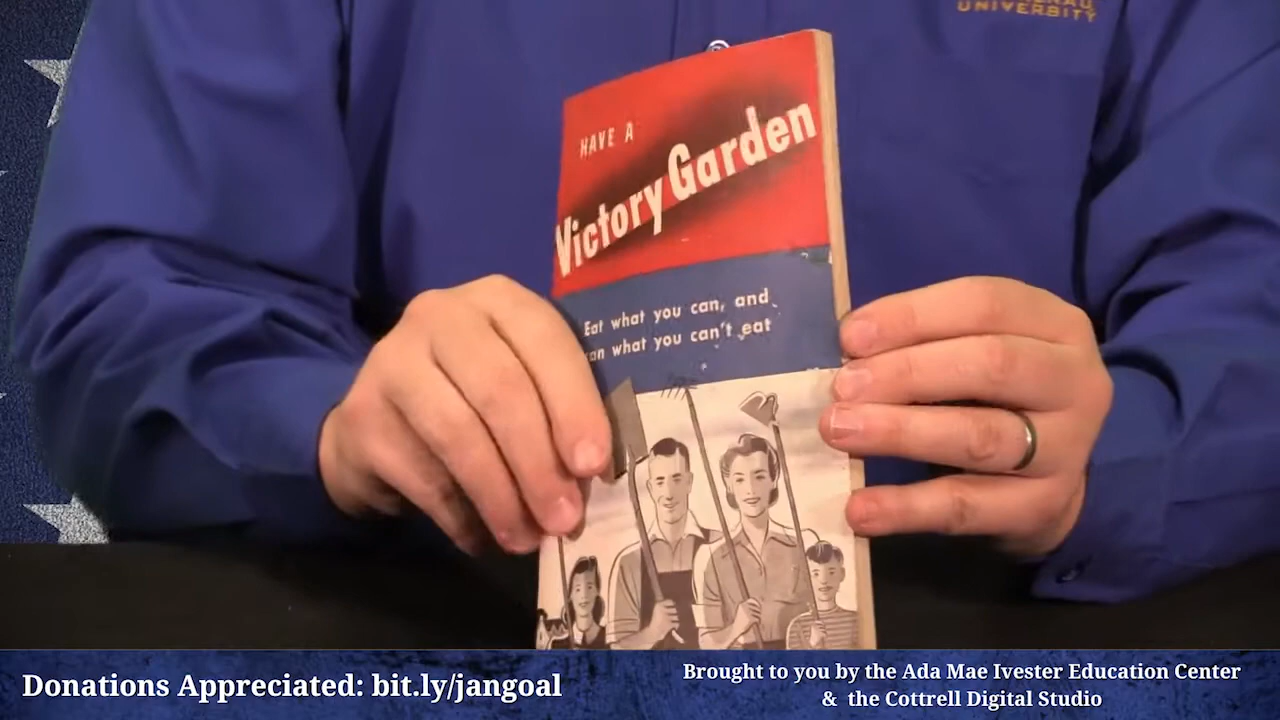 UNIVERSITY
HAVE A
Victory Garden
Eat what you can, and
can what you can't eat
Donations Appreciated: bit.ly/jangoal
Brought to you by the Ada Mae Ivester Education Center
& the Cottrell Digital Studio